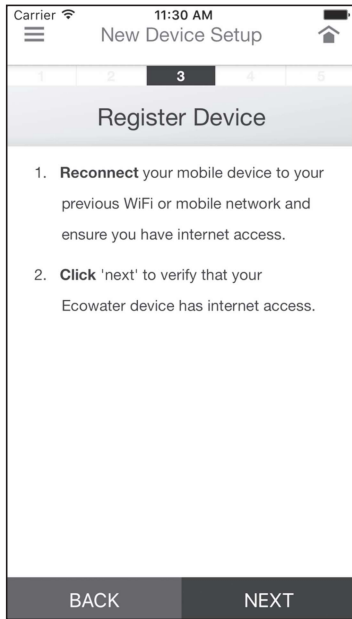 Carrier 11:30 AM
New Device Setup
1 2 3 4 5
Register Device
1. Reconnect your mobile device to your
previous WiFi or mobile network and
ensure you have internet access.
2. Click 'next' to verify that your
Ecowater device has internet access.
BACK NEXT